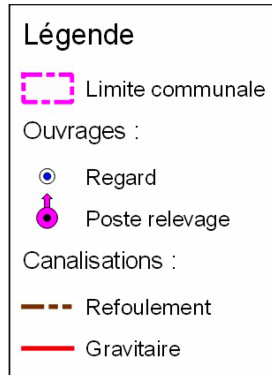 Légende
Limite communale
Ouvrages :
Regard
Poste relevage
Canalisations :
Refoulement
Gravitaire